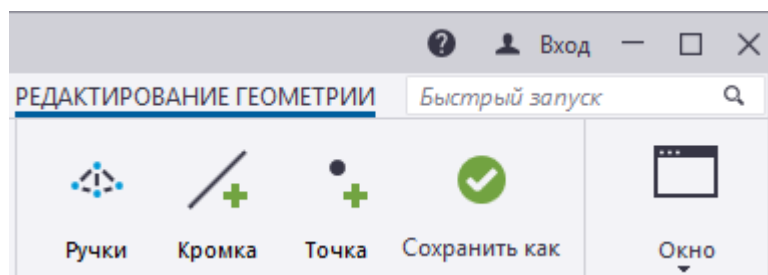 Вход
РЕДАКТИРОВАНИЕ ГЕОМЕТРИИ Быстрый запуск
Ручки Кромка Точка Сохранить как Окно